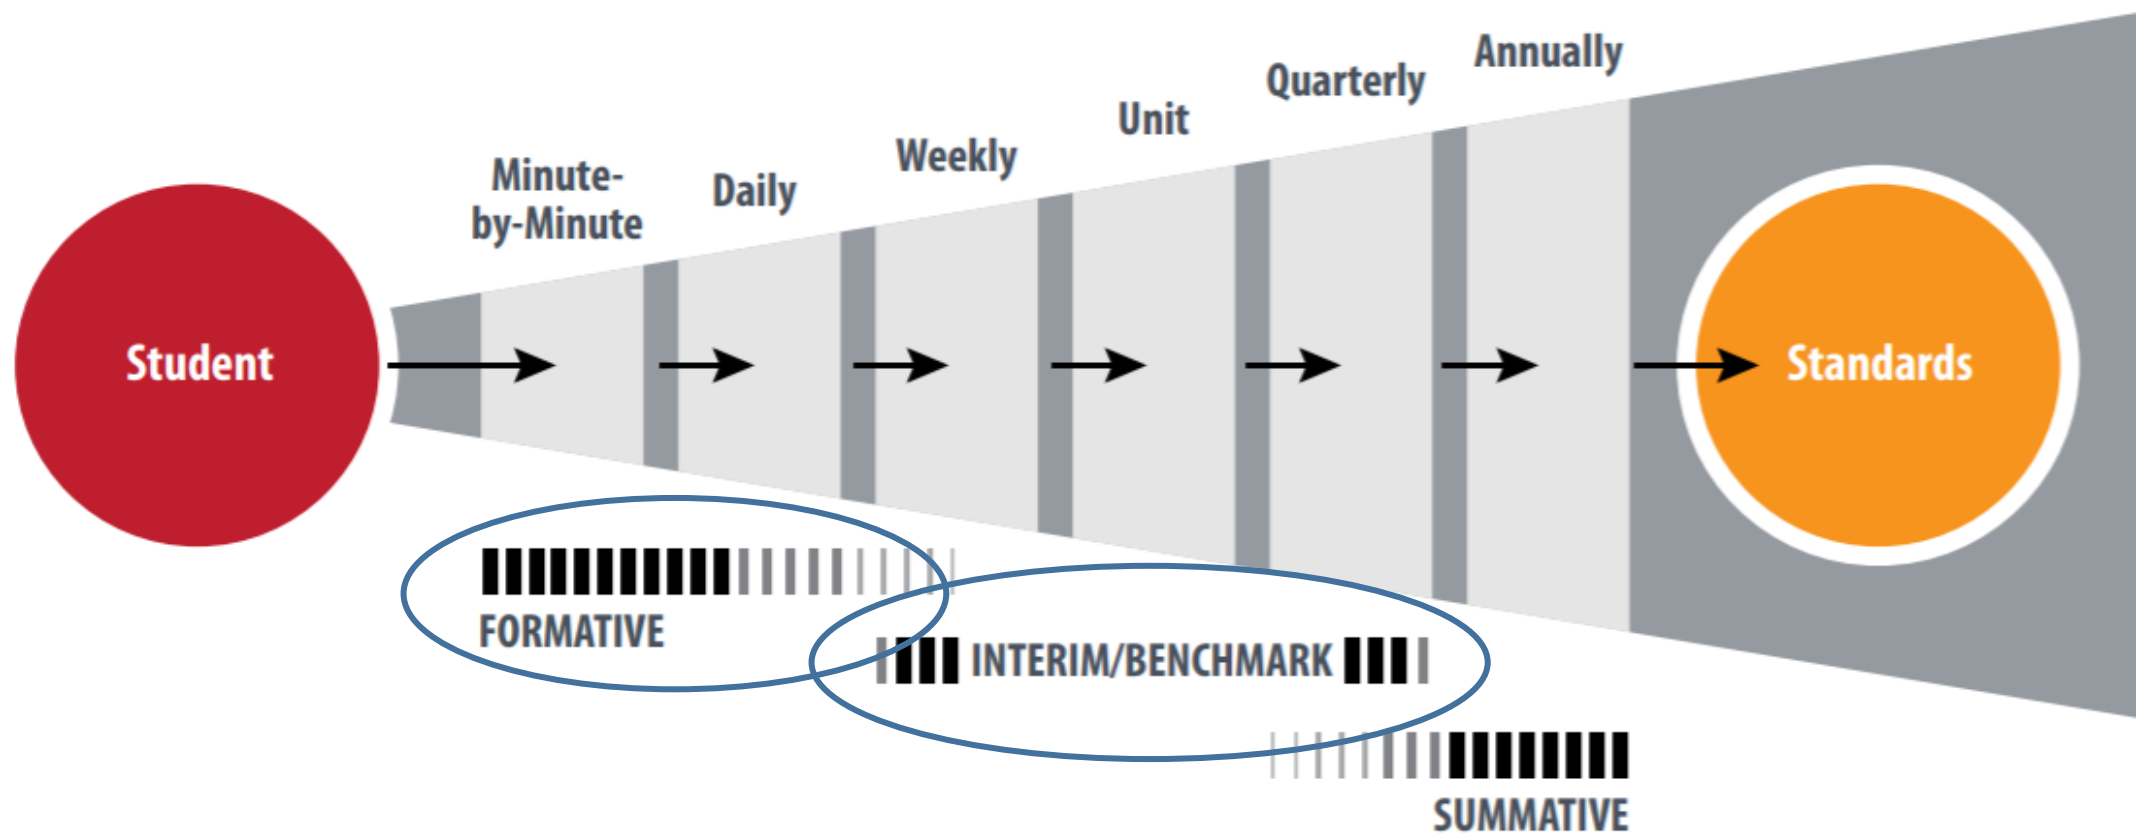 Annually
Quarterly
Unit
Weekly
Minute-
by-Minute
Daily
Student
Standards
FORMATIVE
INTERIM/BENCHMARK
SUMMATIVE